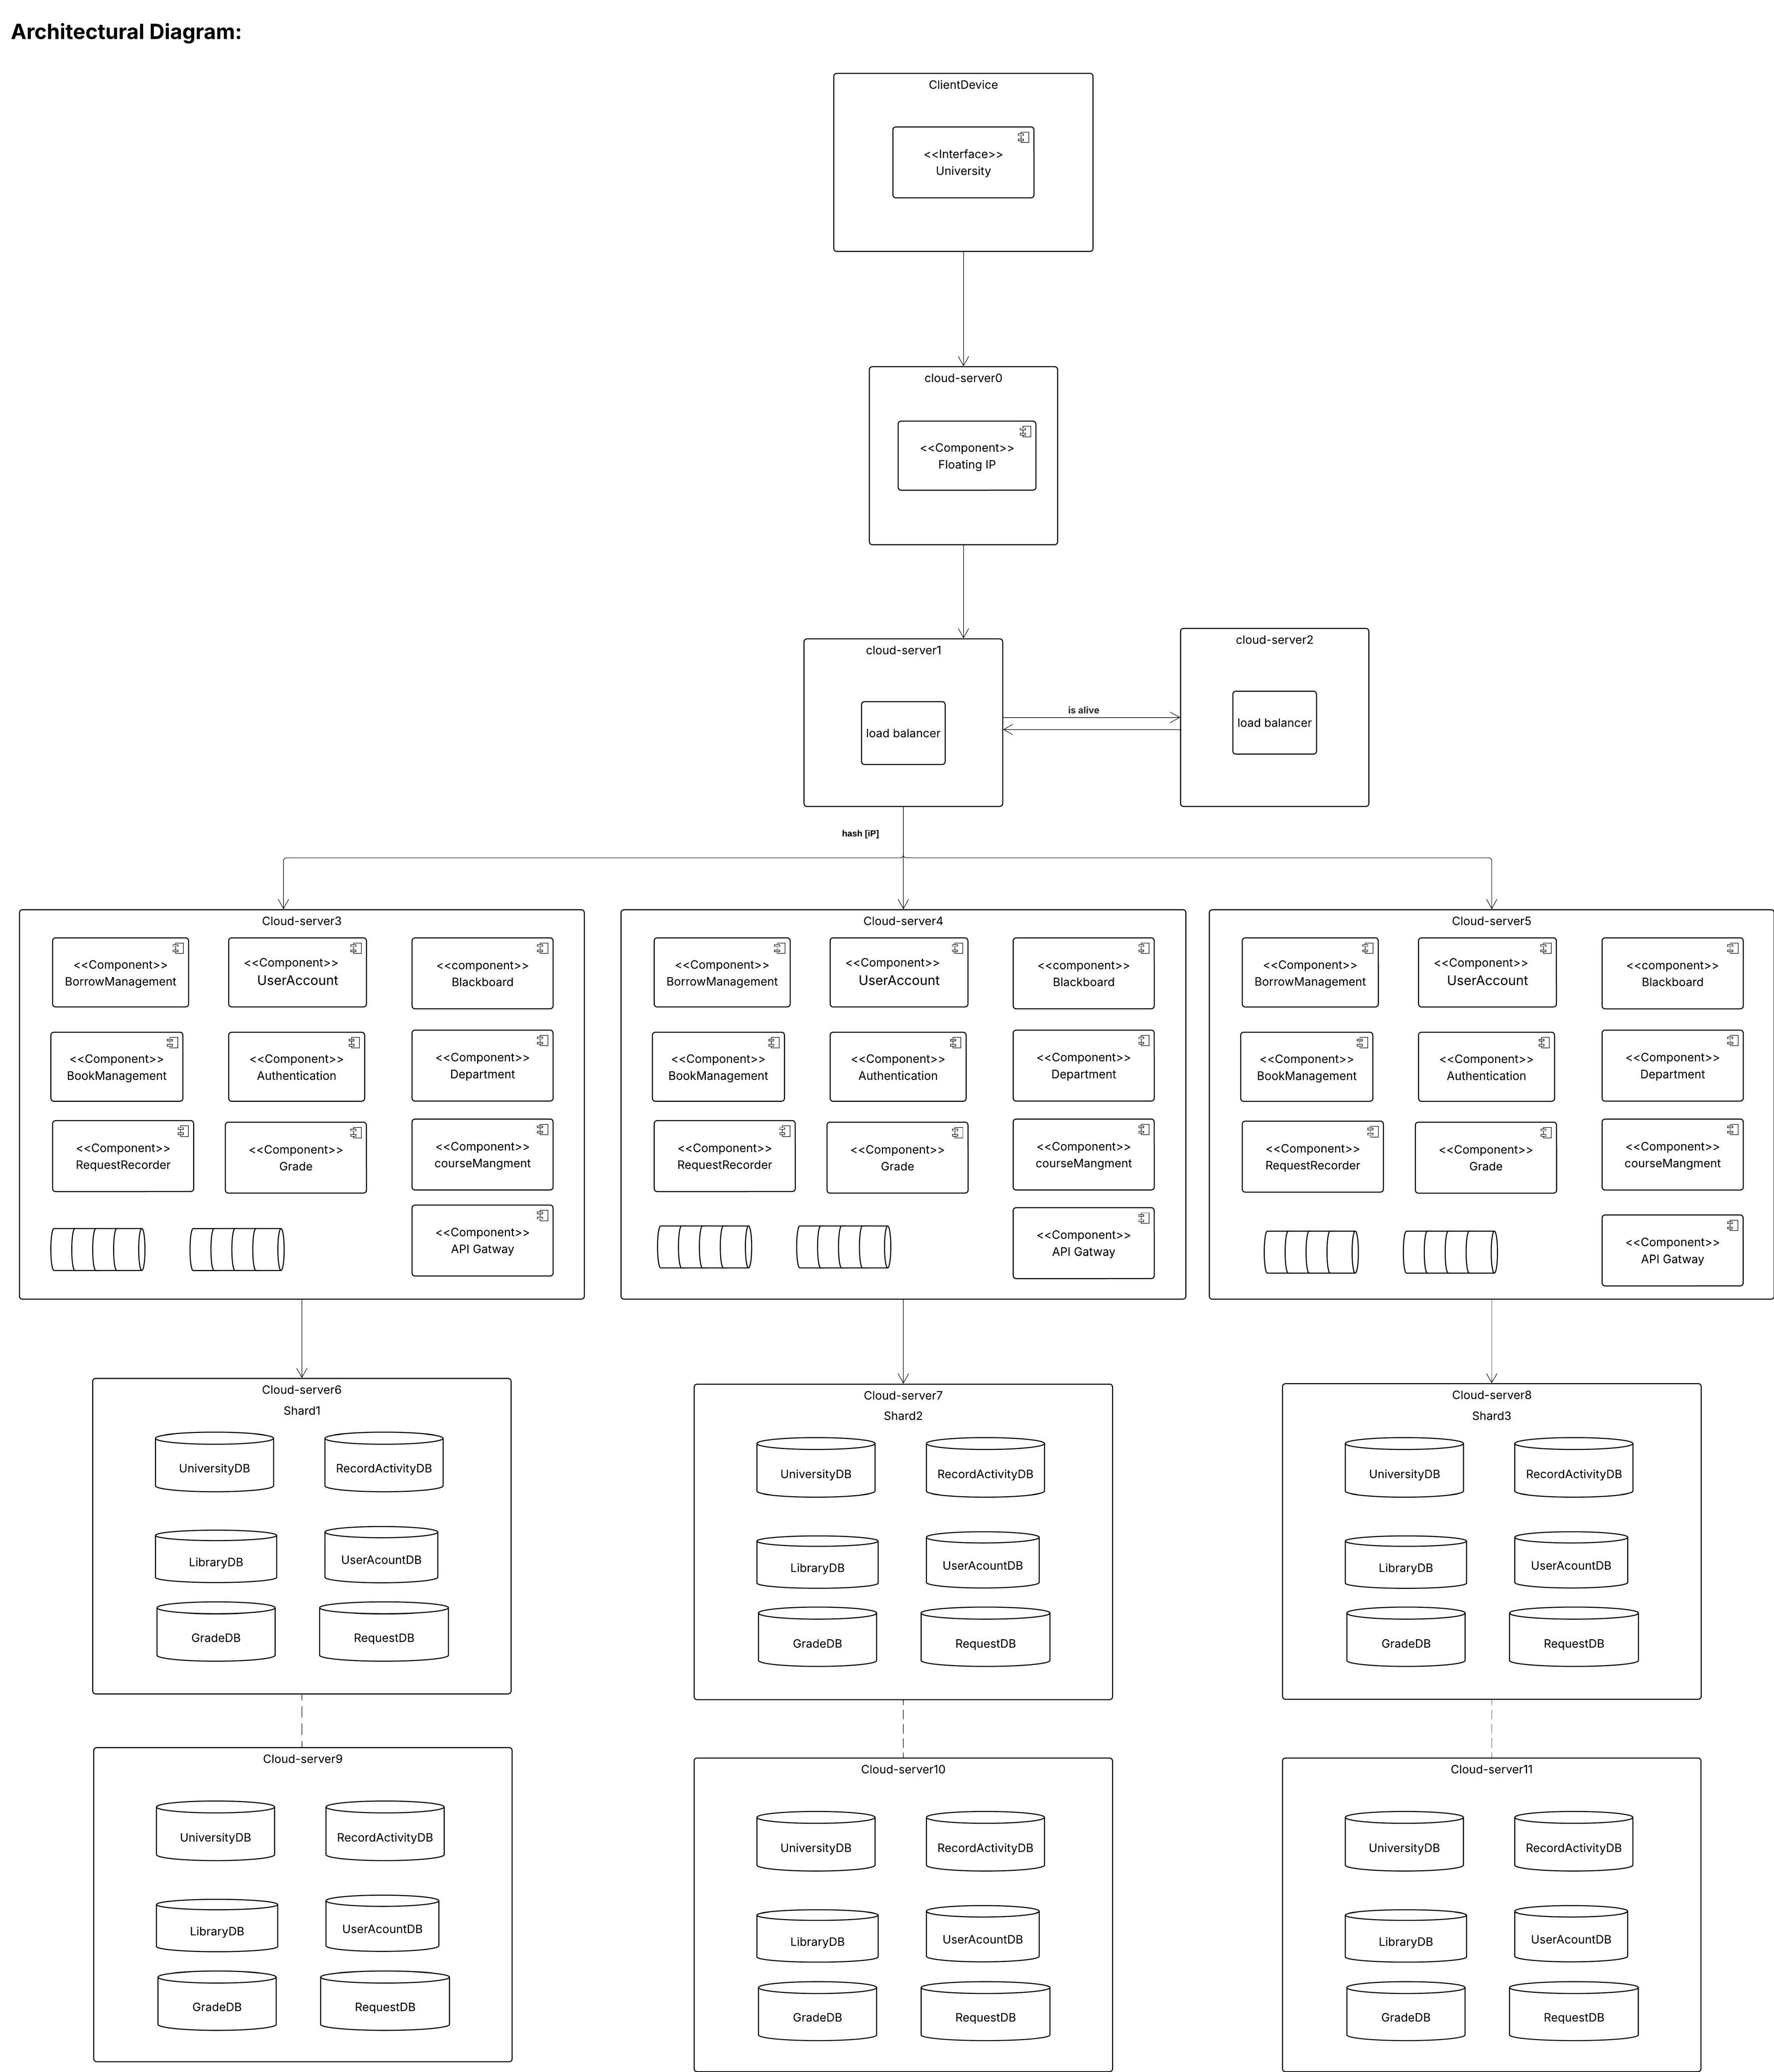 Architectural Diagram:
ClientDevice
<<Interface>>
University
cloud-server0
<<Component>>
Floating IP
cloud-server1
load balancer
is alive
cloud-server2
load balancer
hash [iP]
Cloud-server3
<<Component>>
BorrowManagement
<<Component>>
UserAccount
<<component>>
Blackboard
<<Component>>
BookManagement
<<Component>>
Authentication
<<Component>>
Department
<<Component>>
RequestRecorder
<<Component>>
Grade
<<Component>>
courseMangment
<<Component>>
API Gatway
Cloud-server4
<<Component>>
BorrowManagement
<<Component>>
UserAccount
<<component>>
Blackboard
<<Component>>
BookManagement
<<Component>>
Authentication
<<Component>>
Department
<<Component>>
RequestRecorder
<<Component>>
Grade
<<Component>>
courseMangment
<<Component>>
API Gatway
Cloud-server5
<<Component>>
BorrowManagement
<<Component>>
UserAccount
<<component>>
Blackboard
<<Component>>
BookManagement
<<Component>>
Authentication
<<Component>>
Department
<<Component>>
RequestRecorder
<<Component>>
Grade
<<Component>>
courseMangment
<<Component>>
API Gatway
Cloud-server6
Shard1
UniversityDB
RecordActivityDB
LibraryDB
UserAcountDB
GradeDB
RequestDB
Cloud-server7
Shard2
UniversityDB
RecordActivityDB
LibraryDB
UserAcountDB
GradeDB
RequestDB
Cloud-server8
Shard3
UniversityDB
RecordActivityDB
LibraryDB
UserAcountDB
GradeDB
RequestDB
Cloud-server9
UniversityDB
RecordActivityDB
LibraryDB
UserAcountDB
GradeDB
RequestDB
Cloud-server10
UniversityDB
RecordActivityDB
LibraryDB
UserAcountDB
GradeDB
RequestDB
Cloud-server11
UniversityDB
RecordActivityDB
LibraryDB
UserAcountDB
GradeDB
RequestDB